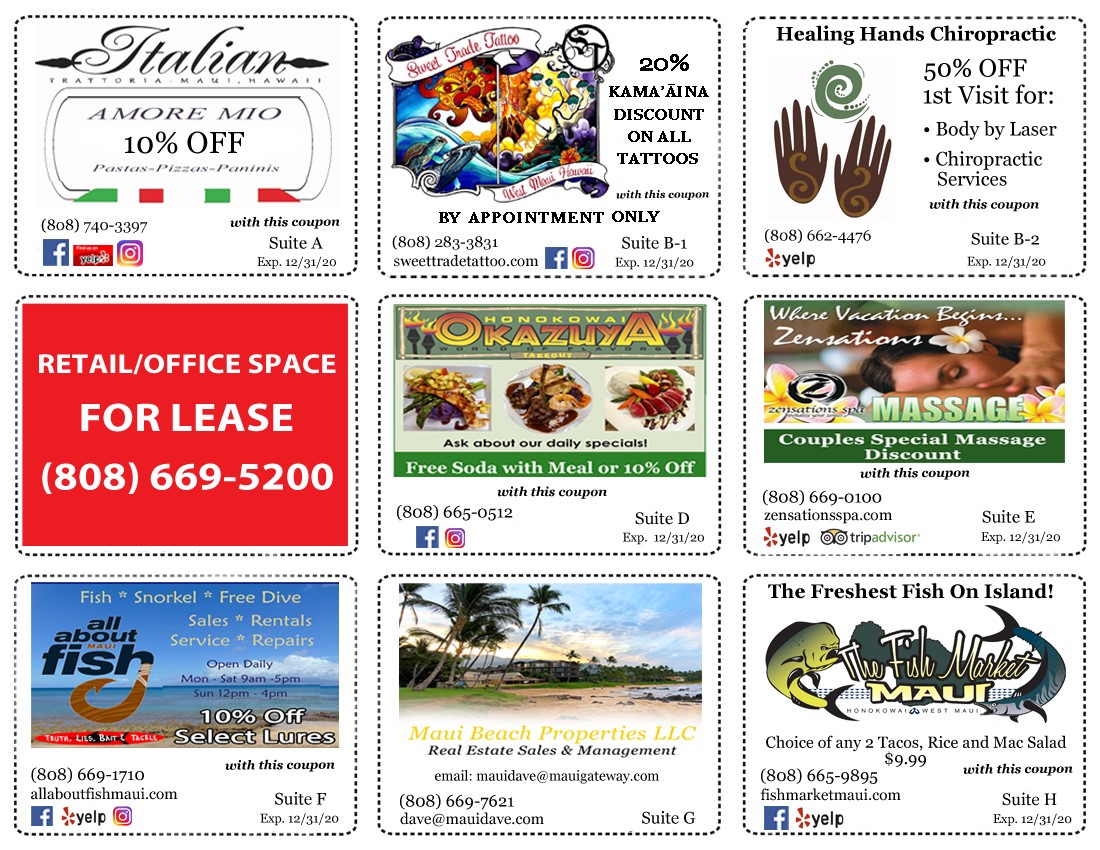 Italian
TRATTORIA. MAUI, HAWAII
AMORE MIO
10% OFF
Pastas-Pizzas-Paninis
(808) 740-3397
with this coupon
Find us on
yelp
Suite A
Exp. 12/31/20
Sweet Trade Tattoo
ST
West Maui Hawaii
20%
KAMA'ĀINA
DISCOUNT
ON ALL
TATTOOS
with this coupon
BY APPOINTMENT ONLY
(808) 283-3831
sweettradetattoo.com
Suite B-1
Exp. 12/31/20
Healing Hands Chiropractic
50% OFF
1st Visit for:
• Body by Laser
• Chiropractic
Services
with this coupon
(808) 662-4476
yelp
Suite B-2
Exp. 12/31/20
RETAIL/OFFICE SPACE
FOR LEASE
(808) 669-5200
HONOKOWAI
OKAZUYA
WORLD OF FLAVORS
TAKEOUT
Ask about our daily specials!
Free Soda with Meal or 10% Off
with this coupon
(808) 665-0512
Suite D
Exp. 12/31/20
Where Vacation Begins...
Zensations
zensations spa
MASSAGE
Couples Special Massage
Discount
with this coupon
(808) 669-0100
zensationsspa.com
yelp tripadvisor
Suite E
Exp. 12/31/20
Fish * Snorkel * Free Dive
all
about
MAUI
fish
Sales * Rentals
Service * Repairs
Open Daily
Mon - Sat 9am -5pm
Sun 12pm - 4pm
10% Off
Select Lures
TRUTH, LIES, BAIT & TACKLE
with this coupon
(808) 669-1710
allaboutfishmaui.com
yelp
Suite F
Exp. 12/31/20
Maui Beach Properties LLC
Real Estate Sales & Management
email: mauidave@mauigateway.com
(808) 669-7621
dave@mauidave.com
Suite G
The Freshest Fish On Island!
The Fish Market
MAUI
HONOKOWAI WEST MAUI
Choice of any 2 Tacos, Rice and Mac Salad
$9.99
with this coupon
(808) 665-9895
fishmarketmaui.com
yelp
Suite H
Exp. 12/31/20